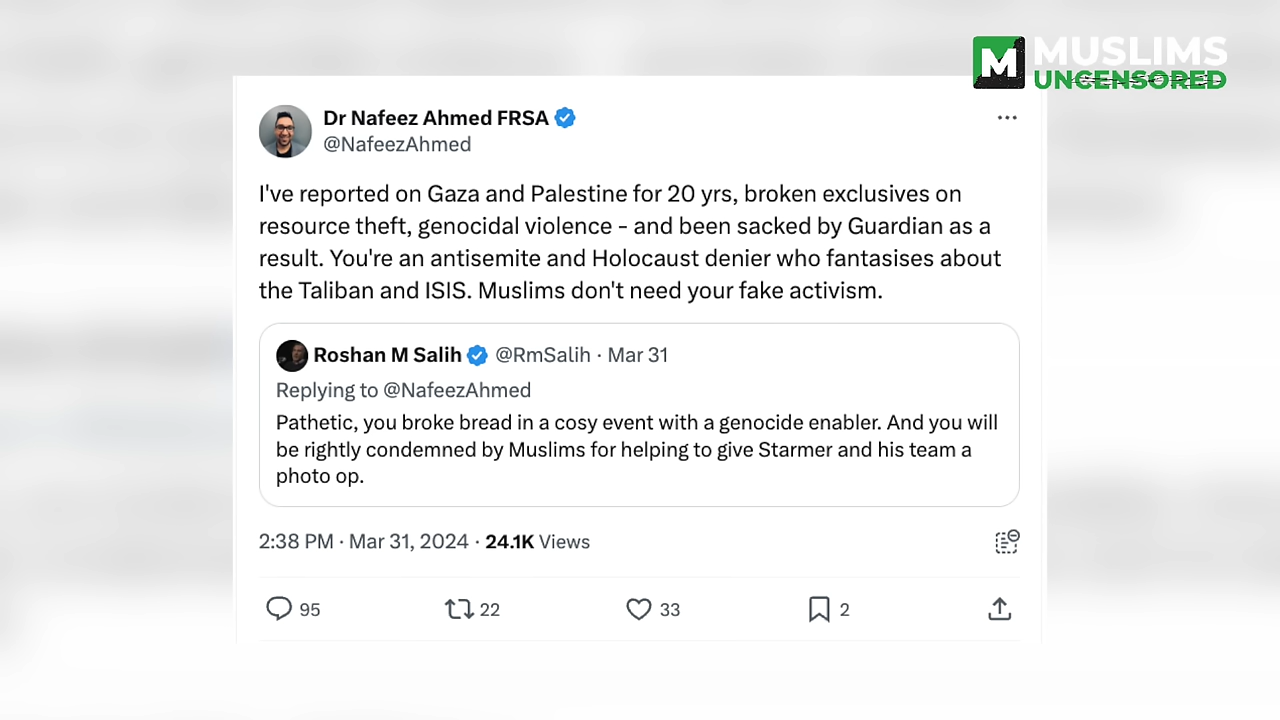 M MUSLIMS
UNCENSORED
Dr Nafeez Ahmed FRSA
@NafeezAhmed
I've reported on Gaza and Palestine for 20 yrs, broken exclusives on
resource theft, genocidal violence - and been sacked by Guardian as a
result. You're an antisemite and Holocaust denier who fantasises about
the Taliban and ISIS. Muslims don't need your fake activism.
Roshan M Salih @RmSalih · Mar 31
Replying to @NafeezAhmed
Pathetic, you broke bread in a cosy event with a genocide enabler. And you will
be rightly condemned by Muslims for helping to give Starmer and his team a
photo op.
2:38 PM · Mar 31, 2024 · 24.1K Views
95 22 33 2